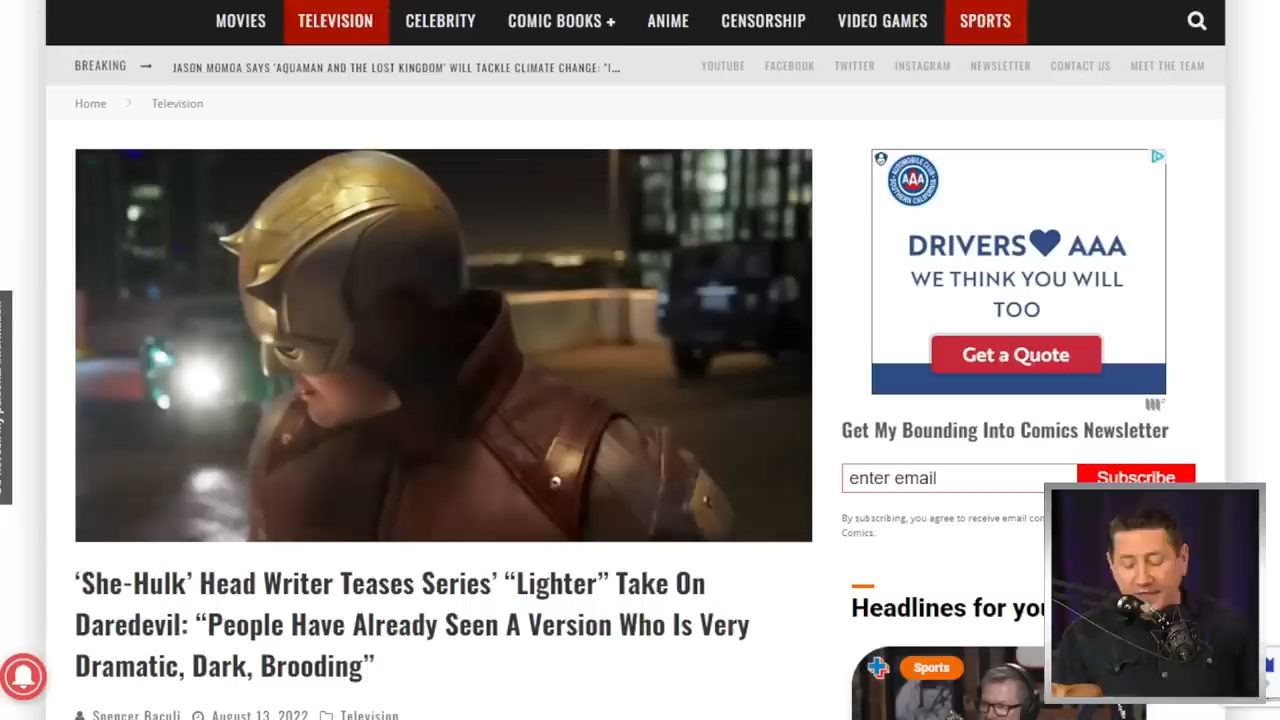 MOVIES TELEVISION CELEBRITY COMIC BOOKS + ANIME CENSORSHIP VIDEO GAMES SPORTS
BREAKING → JASON MOMOA SAYS 'AQUAMAN AND THE LOST KINGDOM' WILL TACKLE CLIMATE CHANGE: "I...
YOUTUBE FACEBOOK TWITTER INSTAGRAM NEWSLETTER CONTACT US MEET THE TEAM
Home > Television
AAA
DRIVERS AAA
WE THINK YOU WILL
TOO
Get a Quote
Get My Bounding Into Comics Newsletter
enter email
Subscribe
By subscribing, you agree to receive email
Comics.
Headlines for you
Sports
‘She-Hulk’ Head Writer Teases Series’ “Lighter” Take On
Daredevil: “People Have Already Seen A Version Who Is Very
Dramatic, Dark, Brooding”
Spencer Baculi August 13, 2022 Television